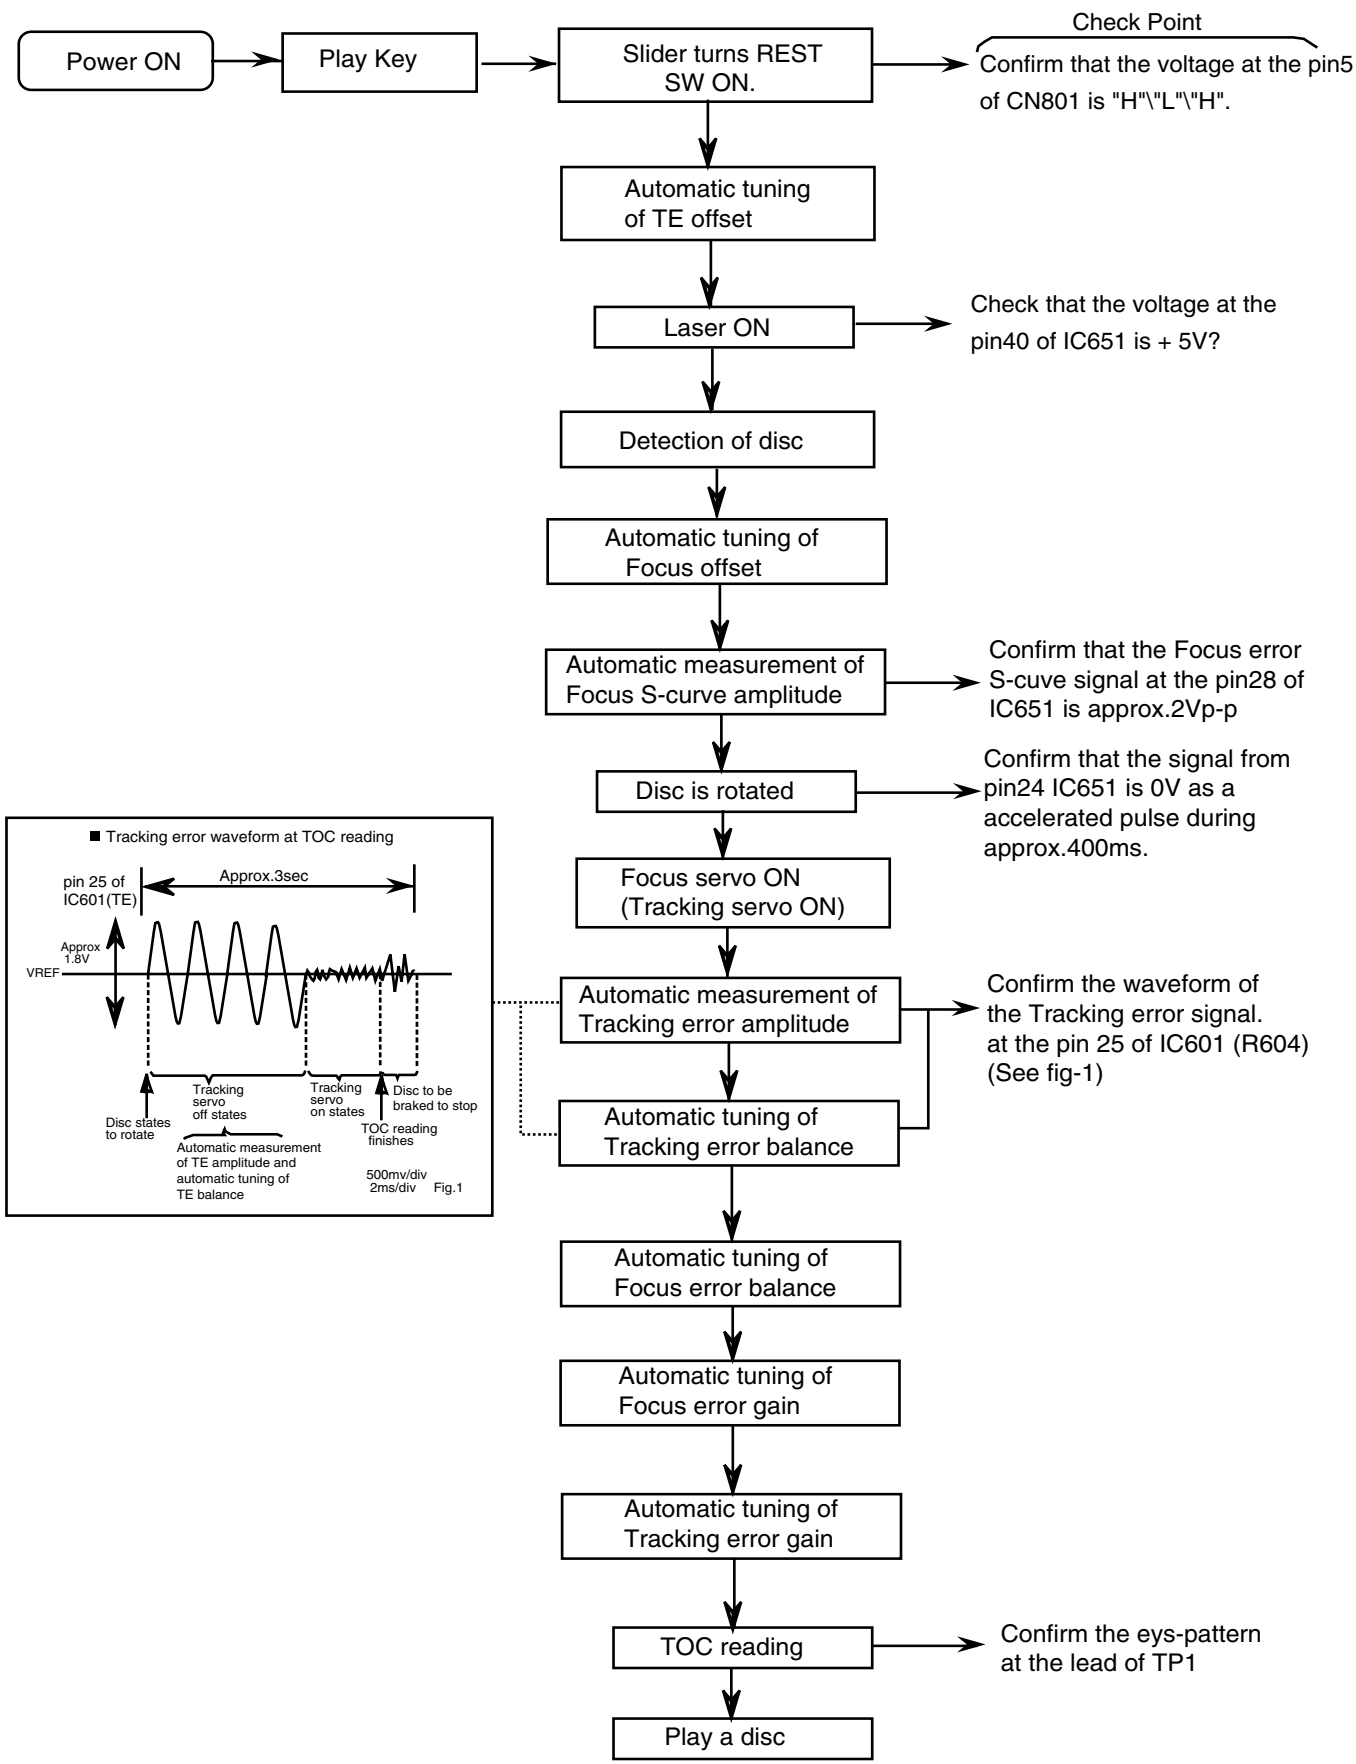 Check Point
Power ON
Play Key
Slider turns REST
SW ON.
Confirm that the voltage at the pin5
of CN801 is "H"\"L"\"H".
Automatic tuning
of TE offset
Laser ON
Check that the voltage at the
pin40 of IC651 is + 5V?
Detection of disc
Automatic tuning of
Focus offset
Automatic measurement of
Focus S-curve amplitude
Confirm that the Focus error
S-cuve signal at the pin28 of
IC651 is approx.2Vp-p
Disc is rotated
Confirm that the signal from
pin24 IC651 is 0V as a
accelerated pulse during
approx.400ms.
Focus servo ON
(Tracking servo ON)
■ Tracking error waveform at TOC reading
pin 25 of
IC601(TE)
Approx.3sec
Approx
1.8V
VREF
Disc states
to rotate
Tracking
servo
off states
Tracking
servo
on states
Disc to be
braked to stop
TOC reading
finishes
Automatic measurement
of TE amplitude and
automatic tuning of
TE balance
500mv/div
2ms/div
Fig.1
Automatic measurement of
Tracking error amplitude
Confirm the waveform of
the Tracking error signal.
at the pin 25 of IC601 (R604)
(See fig-1)
Automatic tuning of
Tracking error balance
Automatic tuning of
Focus error balance
Automatic tuning of
Focus error gain
Automatic tuning of
Tracking error gain
TOC reading
Confirm the eys-pattern
at the lead of TP1
Play a disc